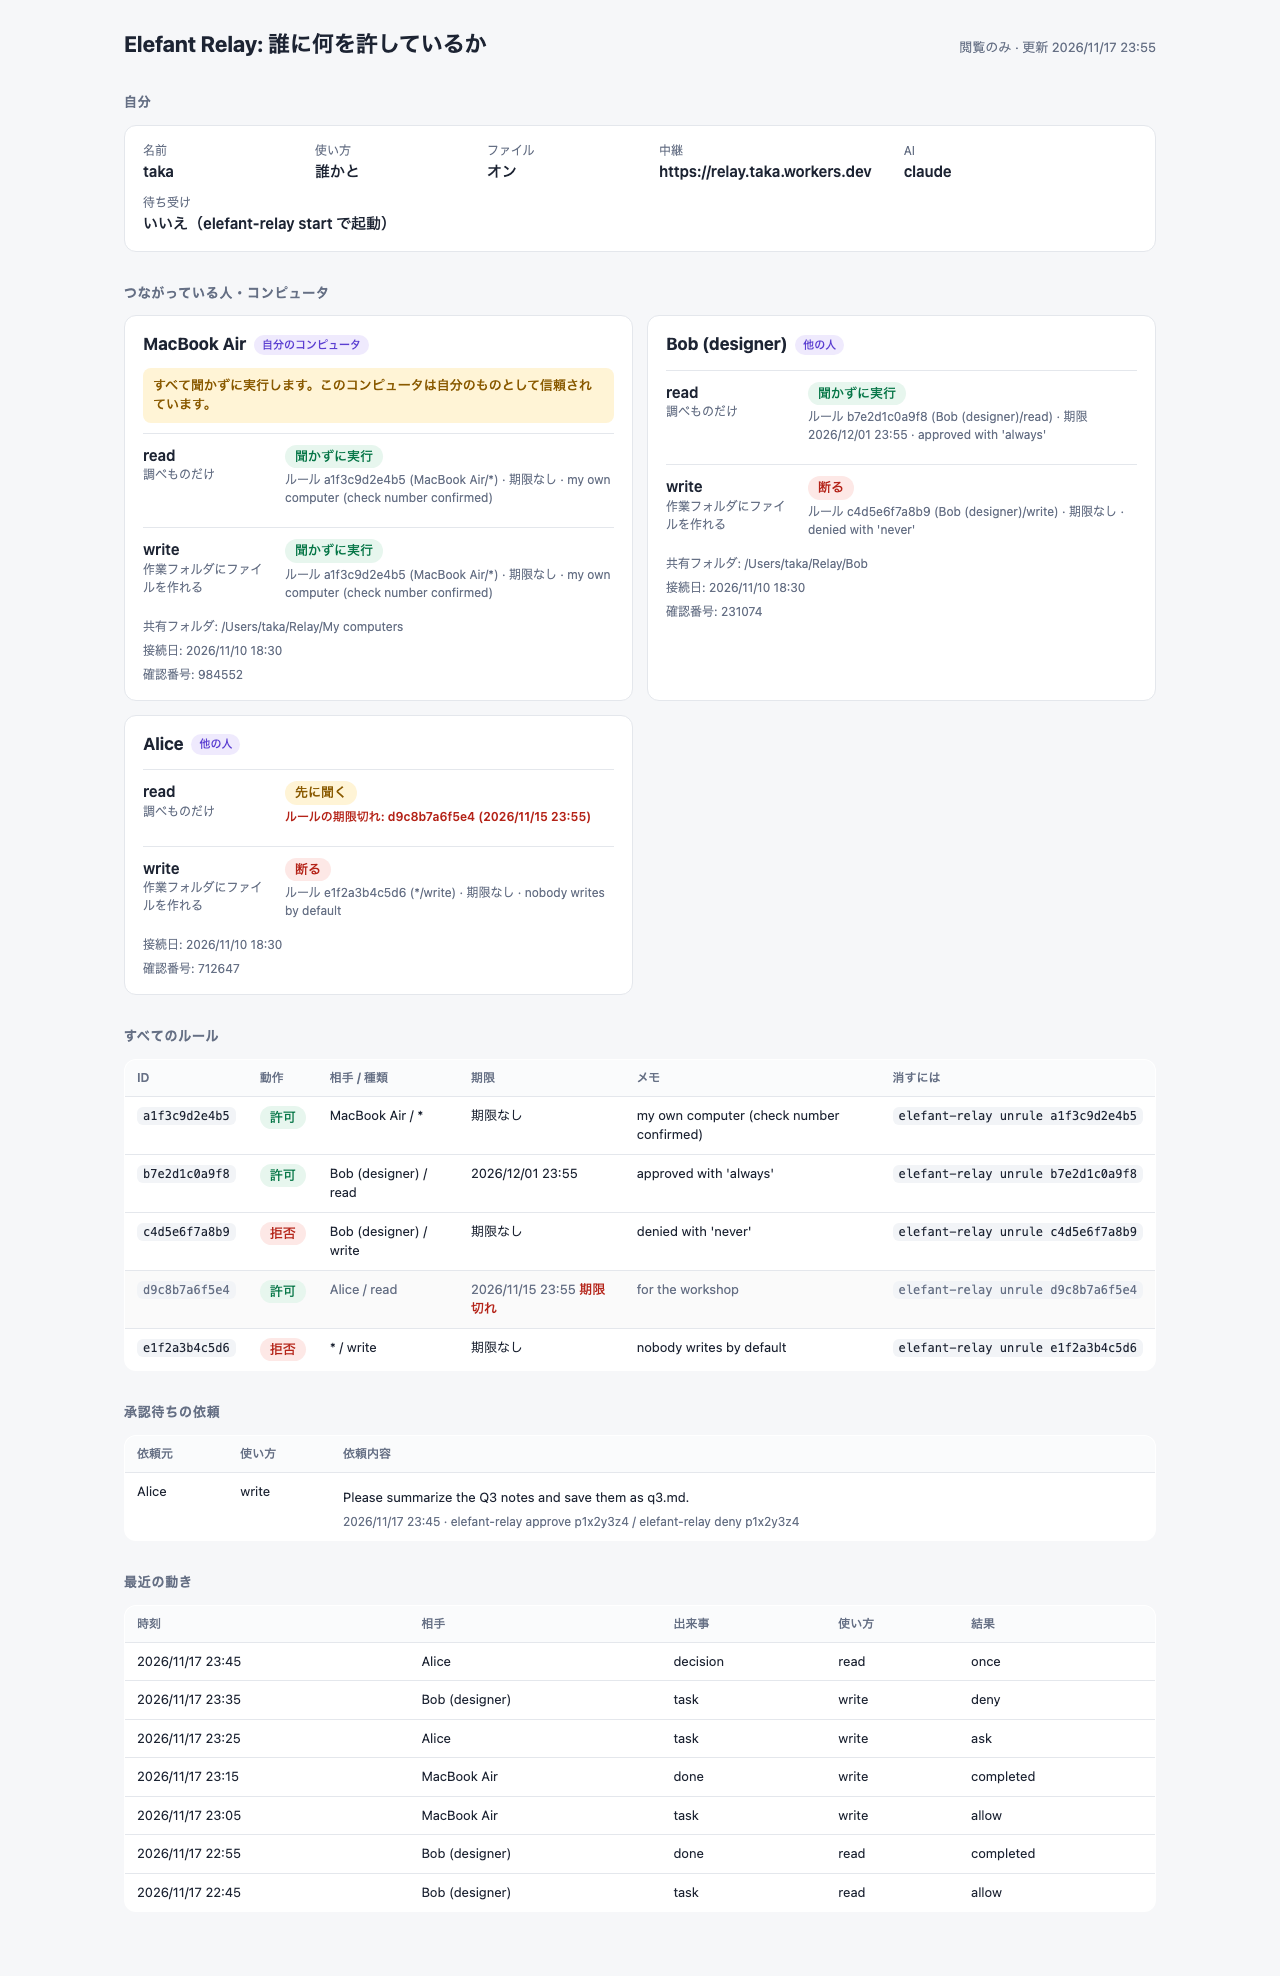 Elefant Relay: 誰に何を許しているか
閲覧のみ · 更新 2026/11/17 23:55
自分
名前 使い方 ファイル 中継 AI
taka 誰かと オン https://relay.taka.workers.dev claude
待ち受け
いいえ（elefant-relay start で起動）
つながっている人・コンピュータ
MacBook Air 自分のコンピュータ
すべて聞かずに実行します。このコンピュータは自分のものとして信頼され
ています。
read 聞かずに実行
調べものだけ
ルール a1f3c9d2e4b5 (MacBook Air/*) · 期限なし · my own
computer (check number confirmed)
write 聞かずに実行
作業フォルダにファイ
ルを作れる
ルール a1f3c9d2e4b5 (MacBook Air/*) · 期限なし · my own
computer (check number confirmed)
共有フォルダ: /Users/taka/Relay/My computers
接続日: 2026/11/10 18:30
確認番号: 984552
Bob (designer) 他の人
read 聞かずに実行
調べものだけ
ルール b7e2d1c0a9f8 (Bob (designer)/read) · 期限
2026/12/01 23:55 · approved with 'always'
write 断る
作業フォルダにファイ
ルを作れる
ルール c4d5e6f7a8b9 (Bob (designer)/write) · 期限なし ·
denied with 'never'
共有フォルダ: /Users/taka/Relay/Bob
接続日: 2026/11/10 18:30
確認番号: 231074
Alice 他の人
read 先に聞く
調べものだけ
ルールの期限切れ: d9c8b7a6f5e4 (2026/11/15 23:55)
write 断る
作業フォルダにファイ
ルを作れる
ルール e1f2a3b4c5d6 (*/write) · 期限なし · nobody writes
by default
接続日: 2026/11/10 18:30
確認番号: 712647
すべてのルール
ID 動作 相手 / 種類 期限 メモ 消すには
a1f3c9d2e4b5 許可 MacBook Air / * 期限なし my own computer (check number
confirmed) elefant-relay unrule a1f3c9d2e4b5
b7e2d1c0a9f8 許可 Bob (designer) /
read 2026/12/01 23:55 approved with 'always' elefant-relay unrule b7e2d1c0a9f8
c4d5e6f7a8b9 拒否 Bob (designer) /
write 期限なし denied with 'never' elefant-relay unrule c4d5e6f7a8b9
d9c8b7a6f5e4 許可 Alice / read 2026/11/15 23:55 期限
切れ for the workshop elefant-relay unrule d9c8b7a6f5e4
e1f2a3b4c5d6 拒否 * / write 期限なし nobody writes by default elefant-relay unrule e1f2a3b4c5d6
承認待ちの依頼
依頼元 使い方 依頼内容
Alice write Please summarize the Q3 notes and save them as q3.md.
2026/11/17 23:45 · elefant-relay approve p1x2y3z4 / elefant-relay deny p1x2y3z4
最近の動き
時刻 相手 出来事 使い方 結果
2026/11/17 23:45 Alice decision read once
2026/11/17 23:35 Bob (designer) task write deny
2026/11/17 23:25 Alice task write ask
2026/11/17 23:15 MacBook Air done write completed
2026/11/17 23:05 MacBook Air task write allow
2026/11/17 22:55 Bob (designer) done read completed
2026/11/17 22:45 Bob (designer) task read allow